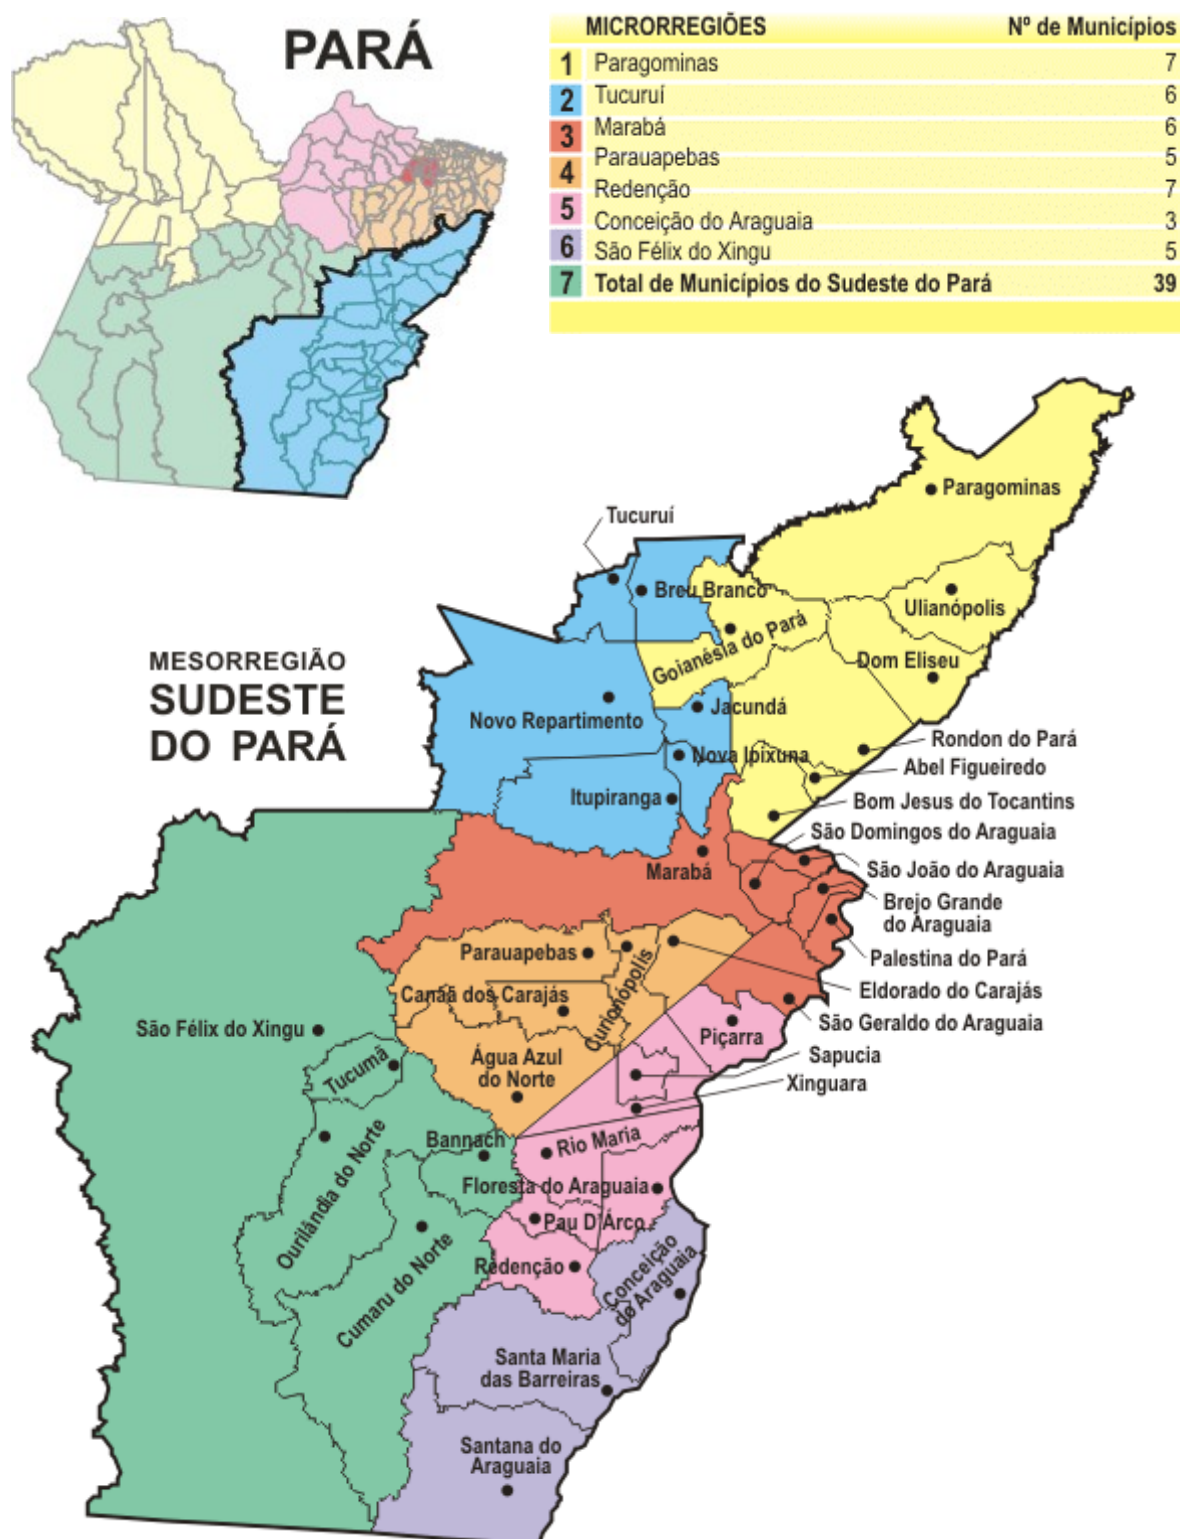 PARÁ
MICRORREGIÕES Nº de Municípios
1 Paragominas 7
2 Tucuruí 6
3 Marabá 6
4 Parauapebas 5
Redenção 7
5 Conceição do Araguaia 3
6 São Félix do Xingu 5
7 Total de Municípios do Sudeste do Pará 39
MESORREGIÃO
SUDESTE
DO PARÁ
Paragominas
Tucuruí
Breu Branco
Ulianópolis
Goianésia do Pará
Dom Eliseu
Novo Repartimento
Jacundá
Rondon do Pará
Nova Ipixuna
Abel Figueiredo
Itupiranga
Bom Jesus do Tocantins
São Domingos do Araguaia
Marabá
São João do Araguaia
Brejo Grande
do Araguaia
Parauapebas
Palestina do Pará
Curionópolis
Canaã dos Carajás
Eldorado do Carajás
São Félix do Xingu
São Geraldo do Araguaia
Piçarra
Água Azul
do Norte
Sapucia
Tucumã
Xinguara
Bannach
Rio Maria
Ourilândia do Norte
Floresta do Araguaia
Pau D'Árco
Cumaru do Norte
Redenção
Conceição
do Araguaia
Santa Maria
das Barreiras
Santana do
Araguaia